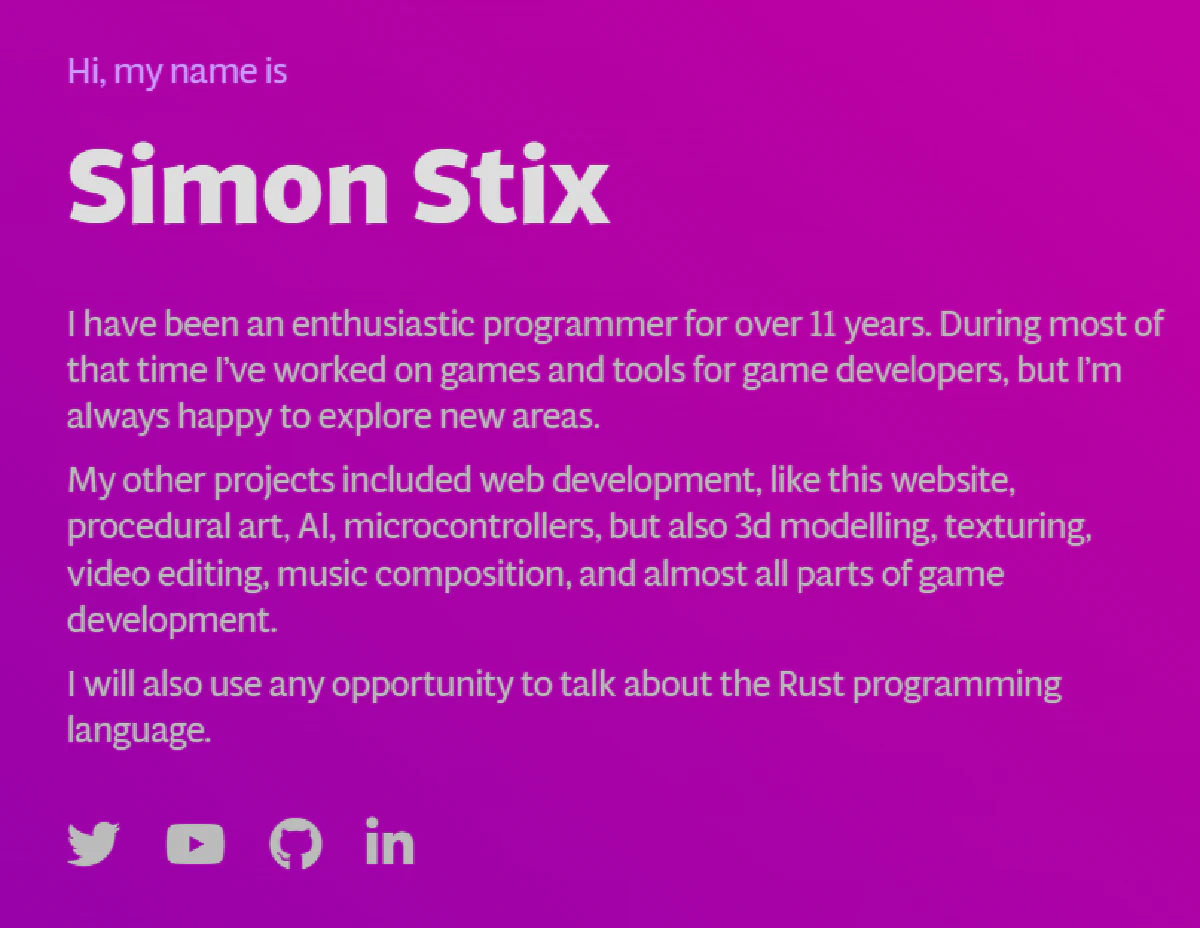 Hi, my name is
Simon Stix
I have been an enthusiastic programmer for over 11 years. During most of
that time I’ve worked on games and tools for game developers, but I’m
always happy to explore new areas.
My other projects included web development, like this website,
procedural art, AI, microcontrollers, but also 3d modelling, texturing,
video editing, music composition, and almost all parts of game
development.
I will also use any opportunity to talk about the Rust programming
language.
in